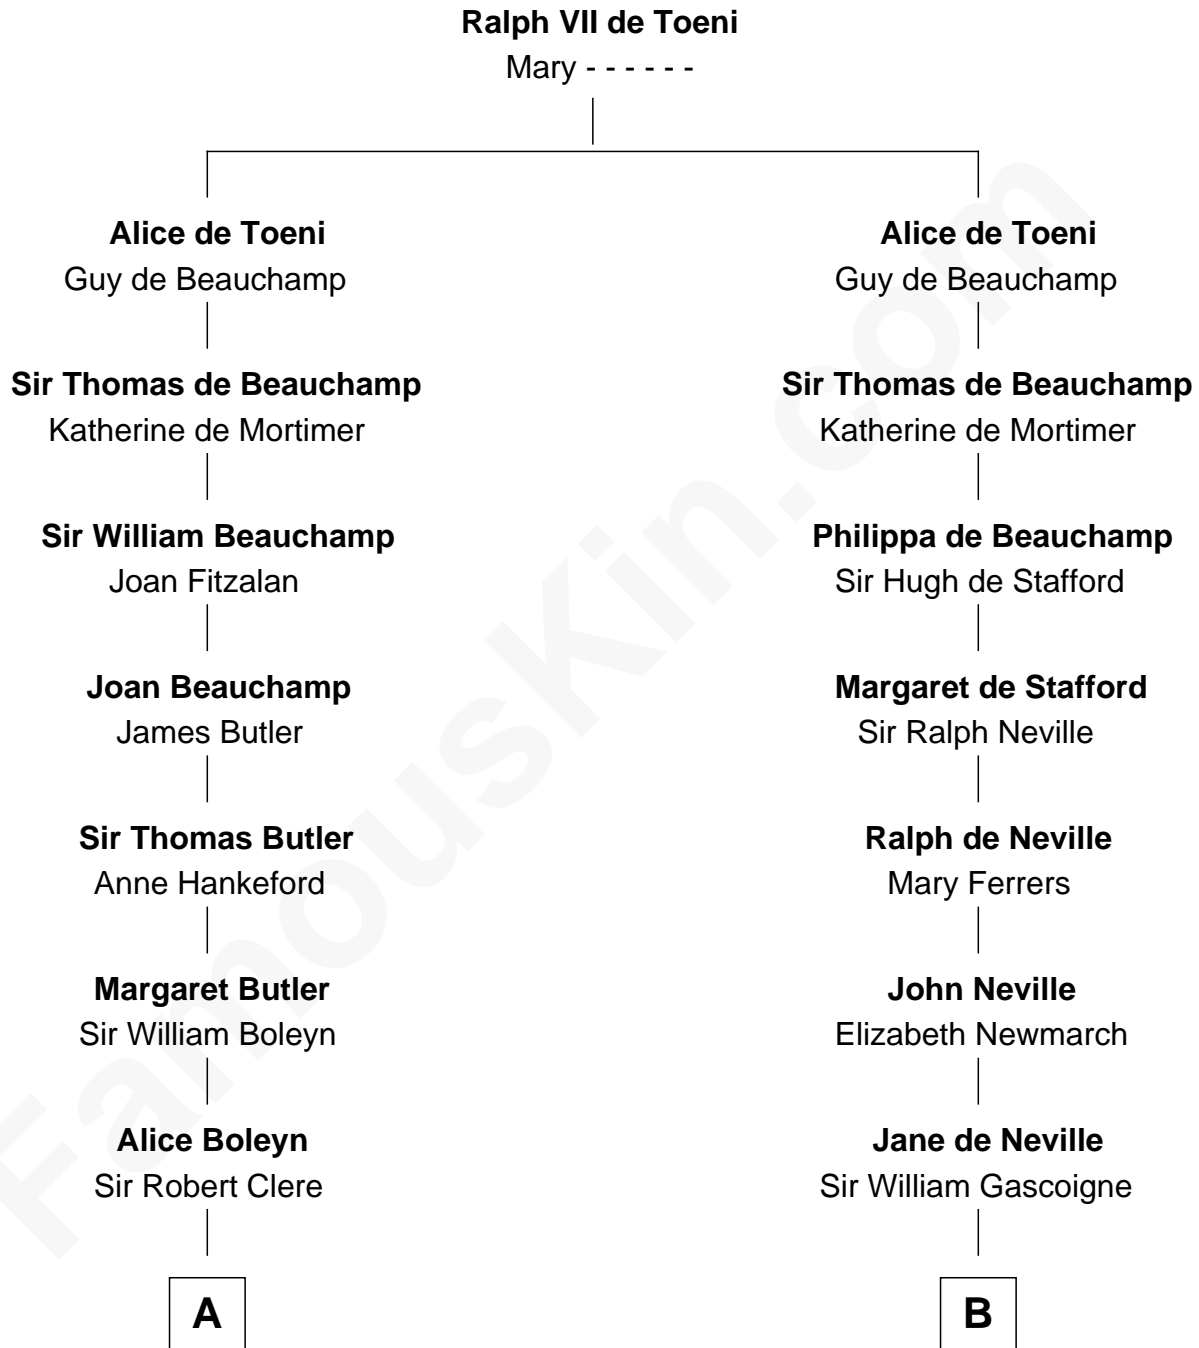 Ralph VII de Toeni
Mary - - - - - -
Alice de Toeni
Guy de Beauchamp
Sir Thomas de Beauchamp
Katherine de Mortimer
Sir William Beauchamp
Joan Fitzalan
Joan Beauchamp
James Butler
Sir Thomas Butler
Anne Hankeford
Margaret Butler
Sir William Boleyn
Alice Boleyn
Sir Robert Clere
A
Alice de Toeni
Guy de Beauchamp
Sir Thomas de Beauchamp
Katherine de Mortimer
Philippa de Beauchamp
Sir Hugh de Stafford
Margaret de Stafford
Sir Ralph Neville
Ralph de Neville
Mary Ferrers
John Neville
Elizabeth Newmarch
Jane de Neville
Sir William Gascoigne
B
FamousKin.com